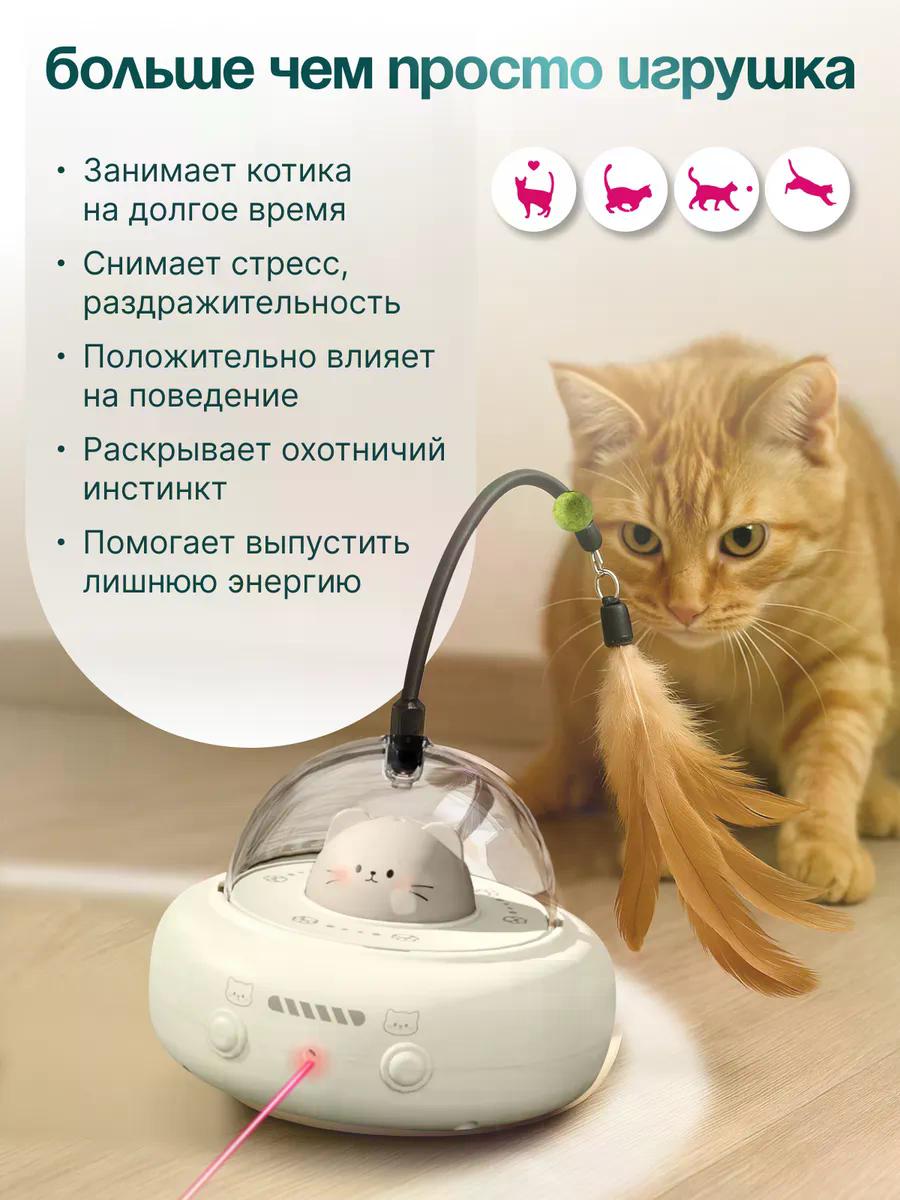 больше чем просто игрушка
• Занимает котика
на долгое время
• Снимает стресс,
раздражительность
• Положительно влияет
на поведение
• Раскрывает охотничий
инстинкт
• Помогает выпустить
лишнюю энергию